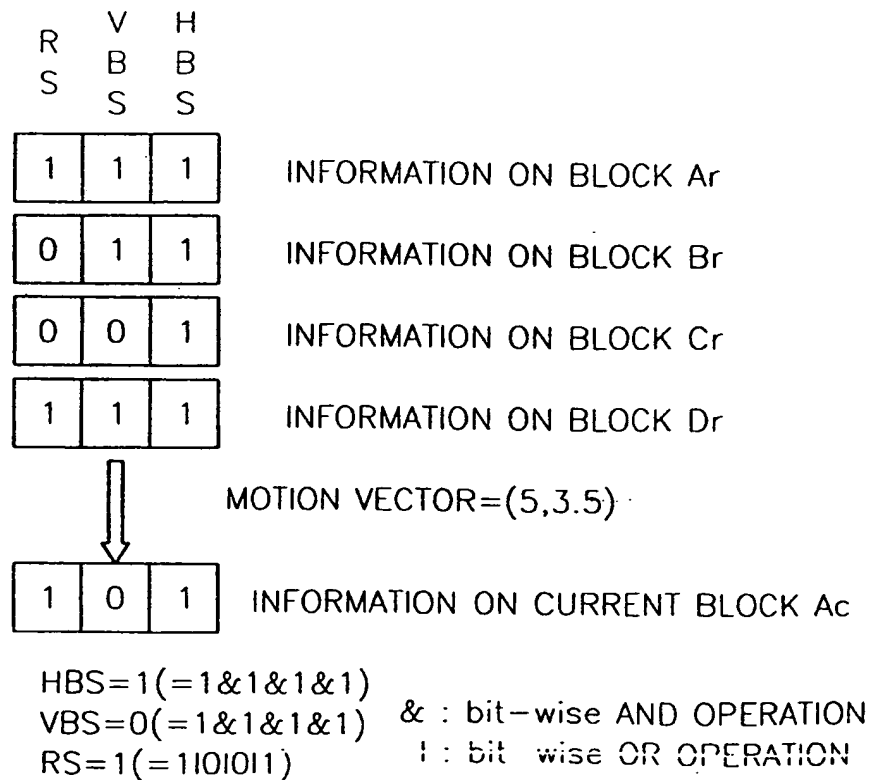 RS VBS HBS
1 1 1 INFORMATION ON BLOCK Ar
0 1 1 INFORMATION ON BLOCK Br
0 0 1 INFORMATION ON BLOCK Cr
1 1 1 INFORMATION ON BLOCK Dr
MOTION VECTOR=(5,3.5)
1 0 1 INFORMATION ON CURRENT BLOCK Ac
HBS=1(=1&1&1&1)
VBS=0(=1&1&1&1) & : bit-wise AND OPERATION
RS=1(=1|0|0|1) | : bit wise OR OPERATION